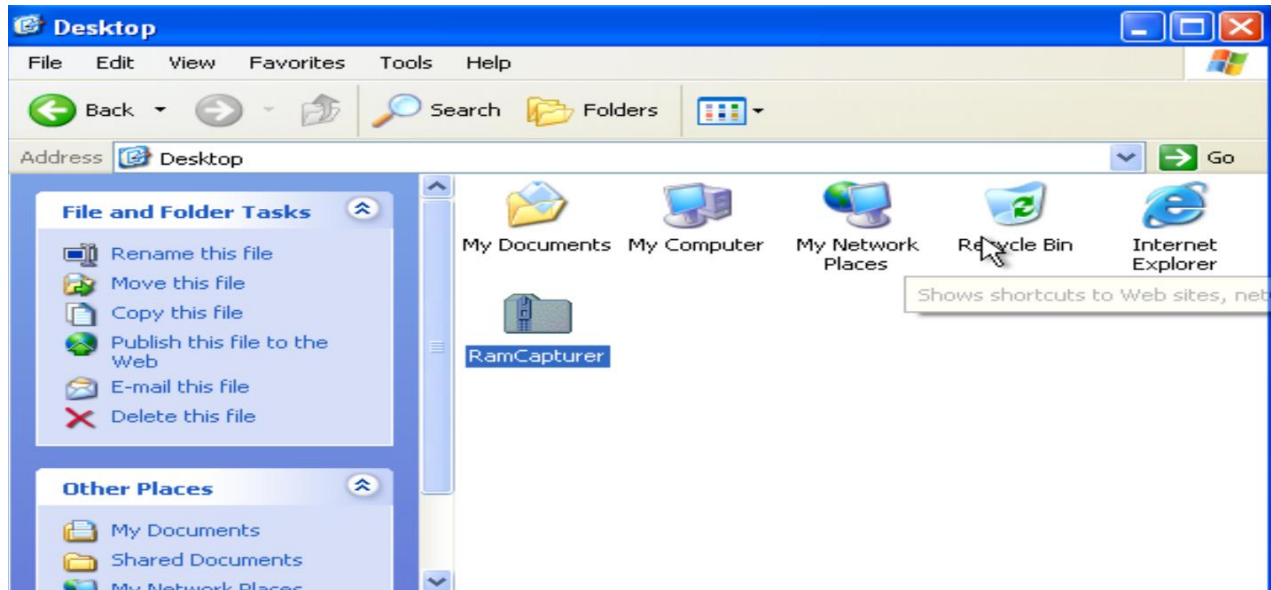 Desktop
File Edit View Favorites Tools Help
Back Search Folders
Address Desktop Go
File and Folder Tasks
Rename this file
Move this file
Copy this file
Publish this file to the
Web
E-mail this file
Delete this file
Other Places
My Documents
Shared Documents
My Network Places
My Documents My Computer My Network Recycle Bin Internet
Places Explorer
Shows shortcuts to Web sites, net
RamCapturer